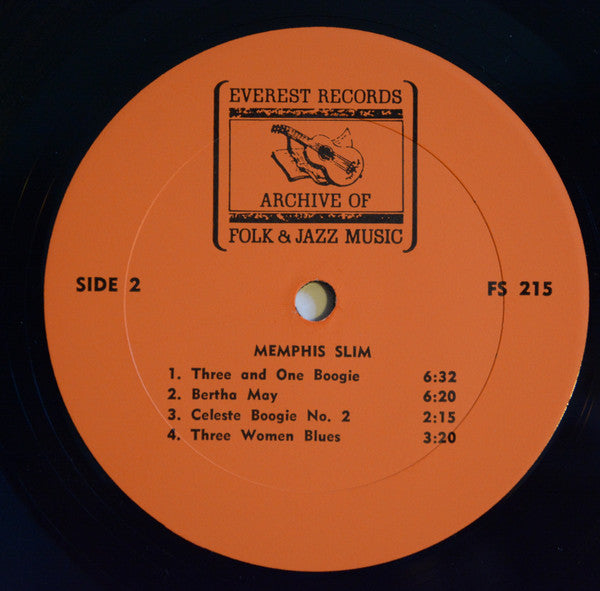 EVEREST RECORDS
ARCHIVE OF
FOLK & JAZZ MUSIC
SIDE 2
FS 215
MEMPHIS SLIM
1. Three and One Boogie 6:32
2. Bertha May 6:20
3. Celeste Boogie No. 2 2:15
4. Three Women Blues 3:20